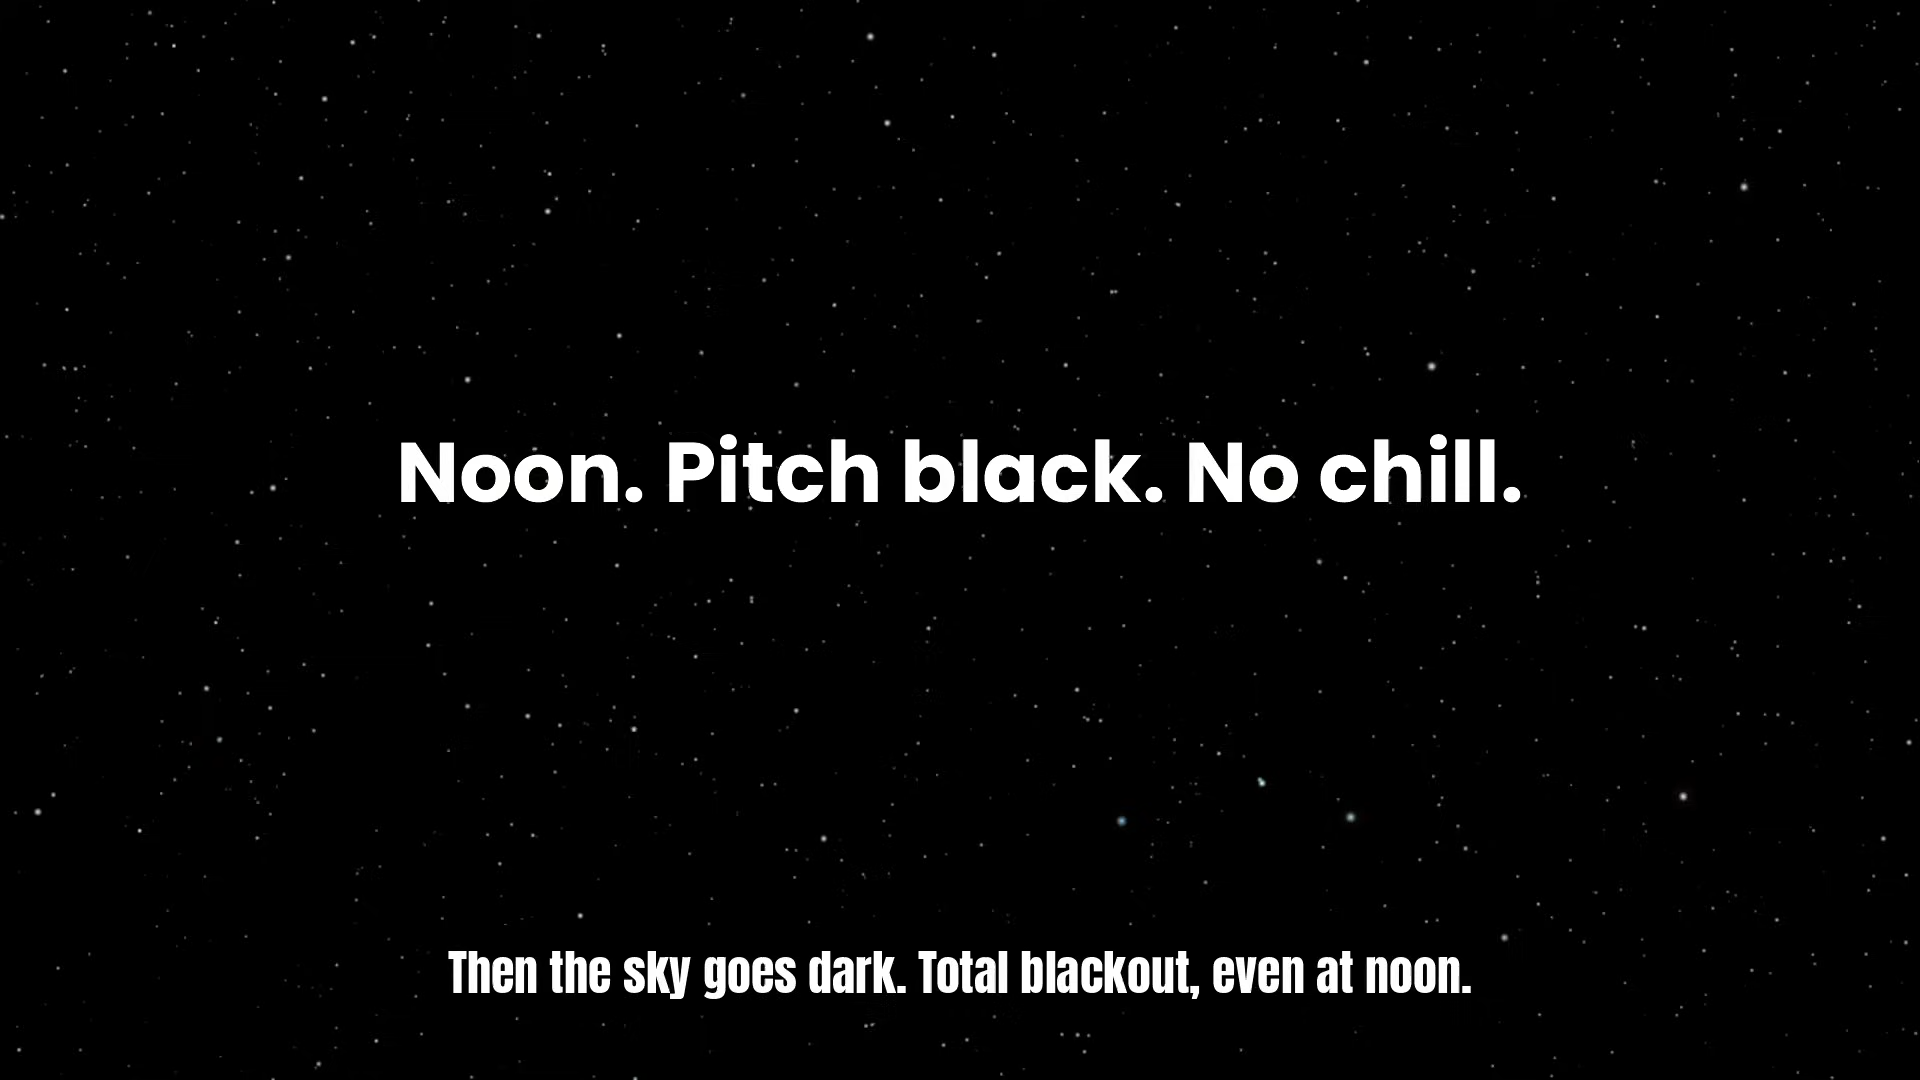 Noon. Pitch black. No chill.
Then the sky goes dark. Total blackout, even at noon.